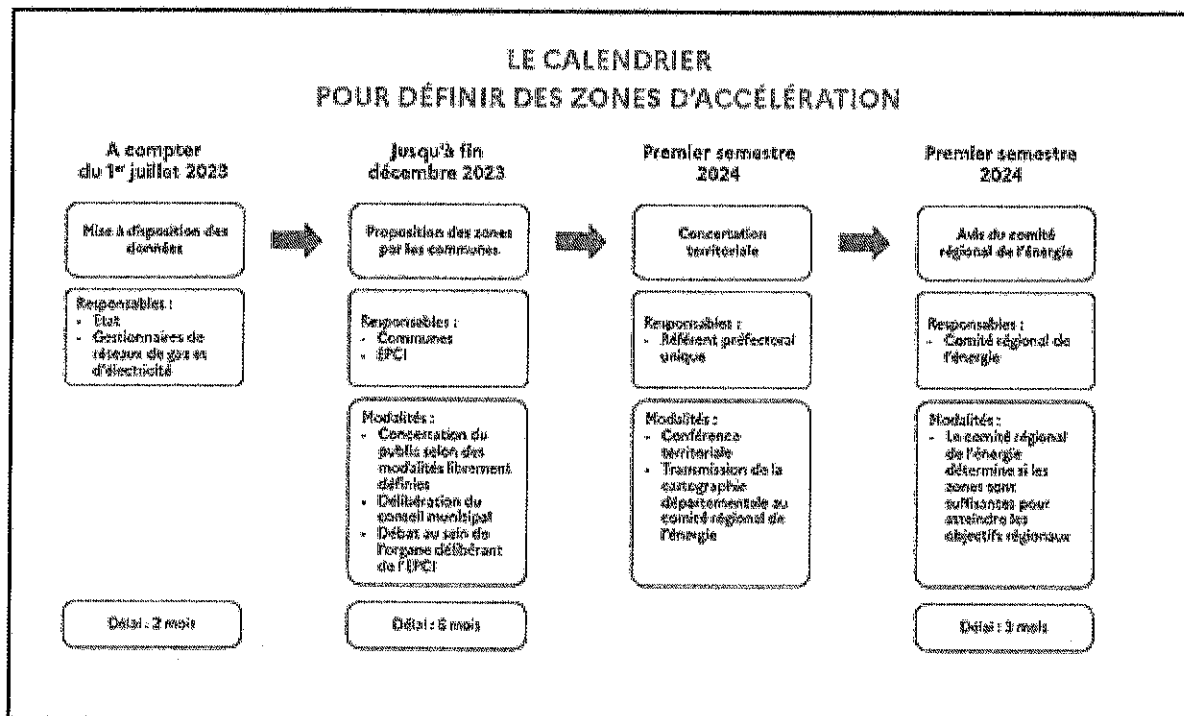 LE CALENDRIER
POUR DÉFINIR DES ZONES D'ACCÉLÉRATION
A compter
du 1er juillet 2023
Mise à disposition des
données
Responsables :
- Etat
- Gestionnaires de
réseaux de gaz et
d'électricité
Délai : 2 mois
Jusqu'à fin
décembre 2023
Proposition des zones
par les communes
Responsables :
- Communes
- EPCI
Modalités :
- Concertation du
public selon des
modalités librement
définies
- Délibération du
conseil municipal
- Débat au sein de
l'organe délibérant
de l'EPCI
Délai : 6 mois
Premier semestre
2024
Concertation
territoriale
Responsables :
- Référent préfectoral
unique
Modalités :
- Conférence
territoriale
- Transmission de la
cartographie
départementale au
comité régional de
l'énergie
Premier semestre
2024
Avis du comité
régional de l'énergie
Responsables :
- Comité régional de
l'énergie
Modalités :
- Le comité régional
de l'énergie
détermine si les
zones sont
suffisantes pour
atteindre les
objectifs régionaux
Délai : 3 mois